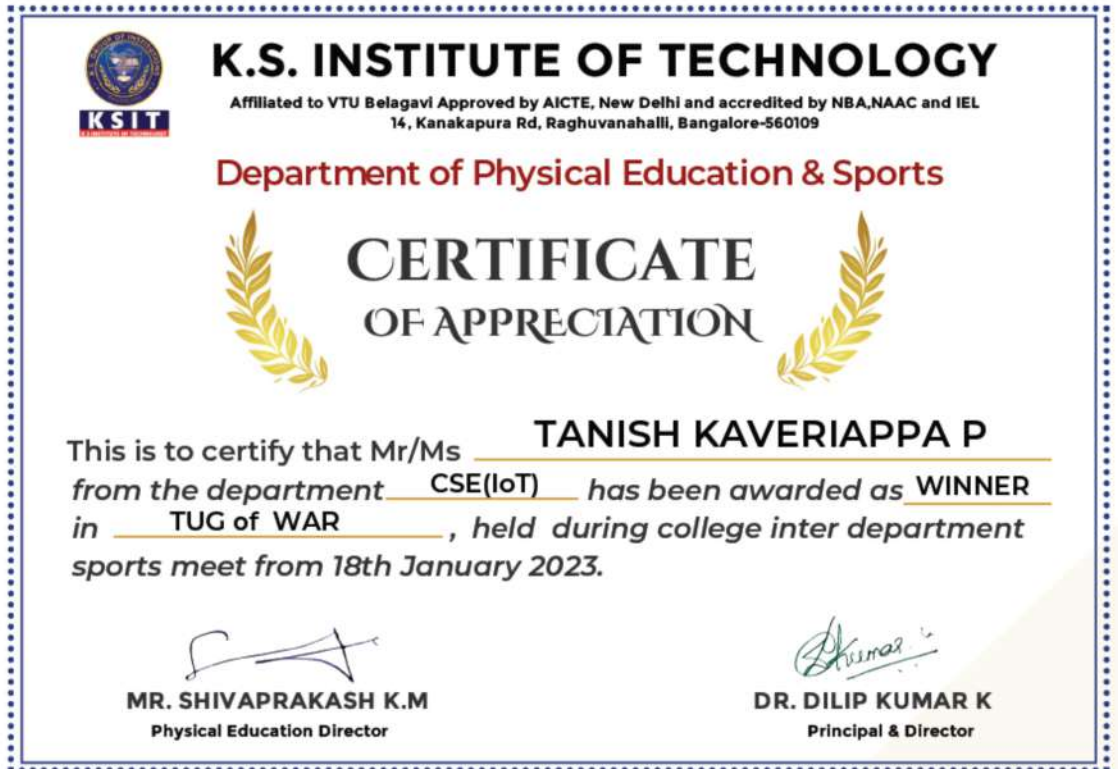 K.S. INSTITUTE OF TECHNOLOGY
Affiliated to VTU Belagavi Approved by AICTE, New Delhi and accredited by NBA,NAAC and IEL
14, Kanakapura Rd, Raghuvanahalli, Bangalore-560109
KSIT
Department of Physical Education & Sports
CERTIFICATE
OF APPRECIATION
This is to certify that Mr/Ms TANISH KAVERIAPPA P
from the department CSE(IoT) has been awarded as WINNER
in TUG of WAR , held during college inter department
sports meet from 18th January 2023.
MR. SHIVAPRAKASH K.M
Physical Education Director
DR. DILIP KUMAR K
Principal & Director